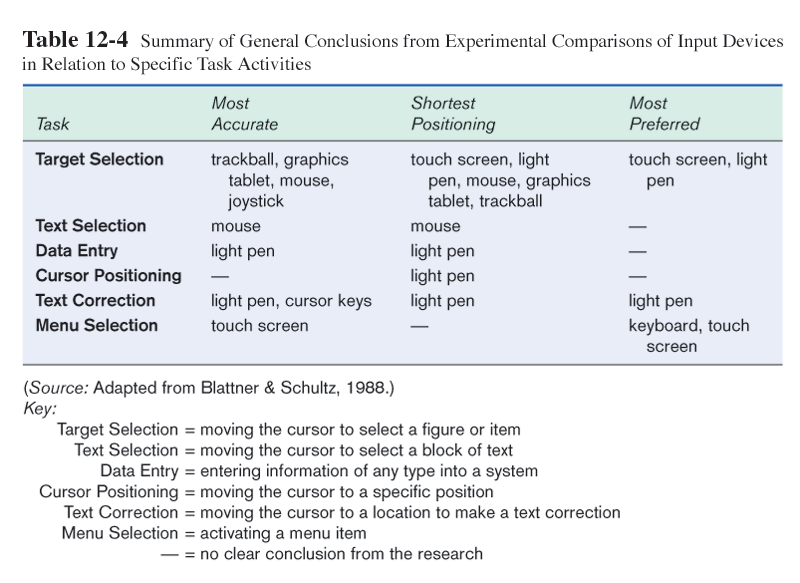 Table 12-4 Summary of General Conclusions from Experimental Comparisons of Input Devices
in Relation to Specific Task Activities
Most Shortest Most
Task Accurate Positioning Preferred
Target Selection trackball, graphics touch screen, light touch screen, light
tablet, mouse, pen, mouse, graphics pen
joystick tablet, trackball
Text Selection mouse mouse —
Data Entry light pen light pen —
Cursor Positioning — light pen —
Text Correction light pen, cursor keys light pen light pen
Menu Selection touch screen — keyboard, touch
screen
(Source: Adapted from Blattner & Schultz, 1988.)
Key:
Target Selection = moving the cursor to select a figure or item
Text Selection = moving the cursor to select a block of text
Data Entry = entering information of any type into a system
Cursor Positioning = moving the cursor to a specific position
Text Correction = moving the cursor to a location to make a text correction
Menu Selection = activating a menu item
— = no clear conclusion from the research